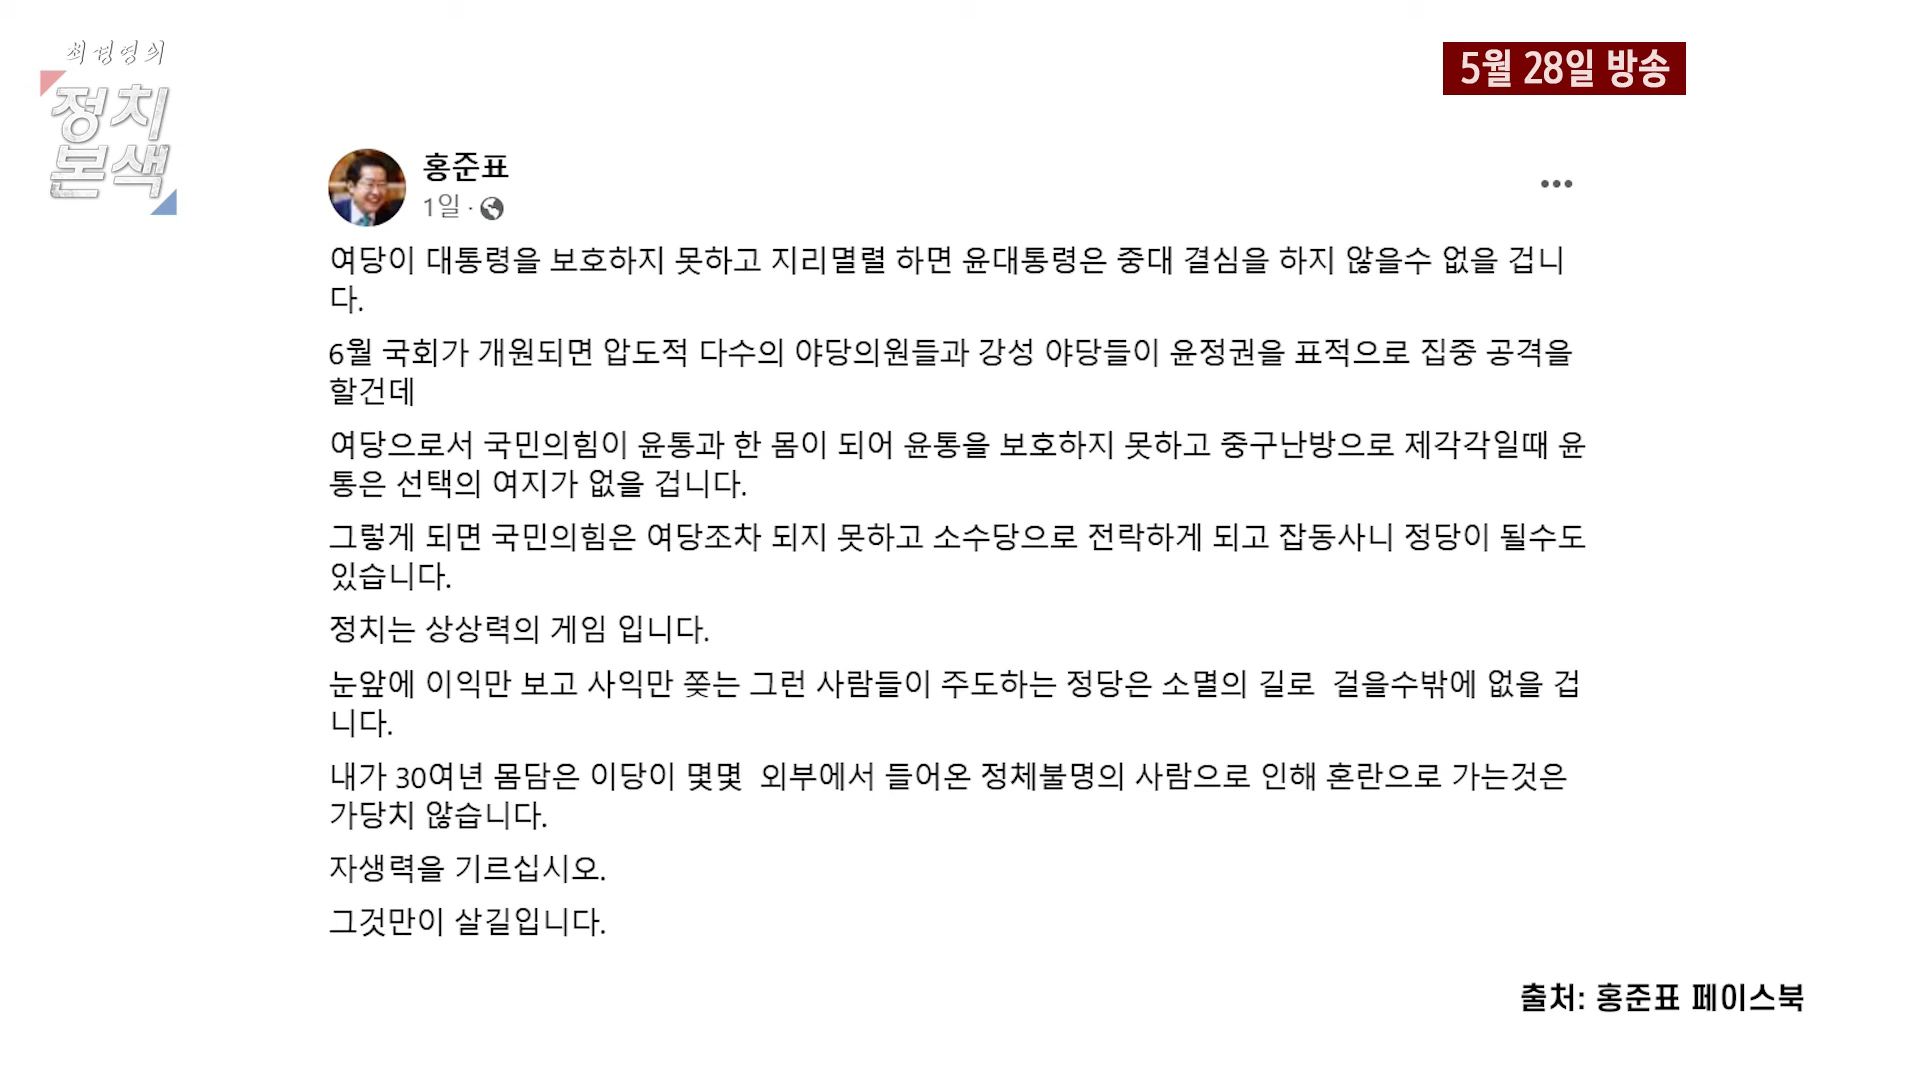 최경영의
정치
본색
5월 28일 방송
홍준표
1일 ·
여당이 대통령을 보호하지 못하고 지리멸렬 하면 윤대통령은 중대 결심을 하지 않을수 없을 겁니
다.
6월 국회가 개원되면 압도적 다수의 야당의원들과 강성 야당들이 윤정권을 표적으로 집중 공격을
할건데
여당으로서 국민의힘이 윤통과 한 몸이 되어 윤통을 보호하지 못하고 중구난방으로 제각각일때 윤
통은 선택의 여지가 없을 겁니다.
그렇게 되면 국민의힘은 여당조차 되지 못하고 소수당으로 전락하게 되고 잡동사니 정당이 될수도
있습니다.
정치는 상상력의 게임 입니다.
눈앞에 이익만 보고 사익만 쫒는 그런 사람들이 주도하는 정당은 소멸의 길로  걸을수밖에 없을 겁
니다.
내가 30여년 몸담은 이당이 몇몇  외부에서 들어온 정체불명의 사람으로 인해 혼란으로 가는것은
가당치 않습니다.
자생력을 기르십시오.
그것만이 살길입니다.
출처: 홍준표 페이스북